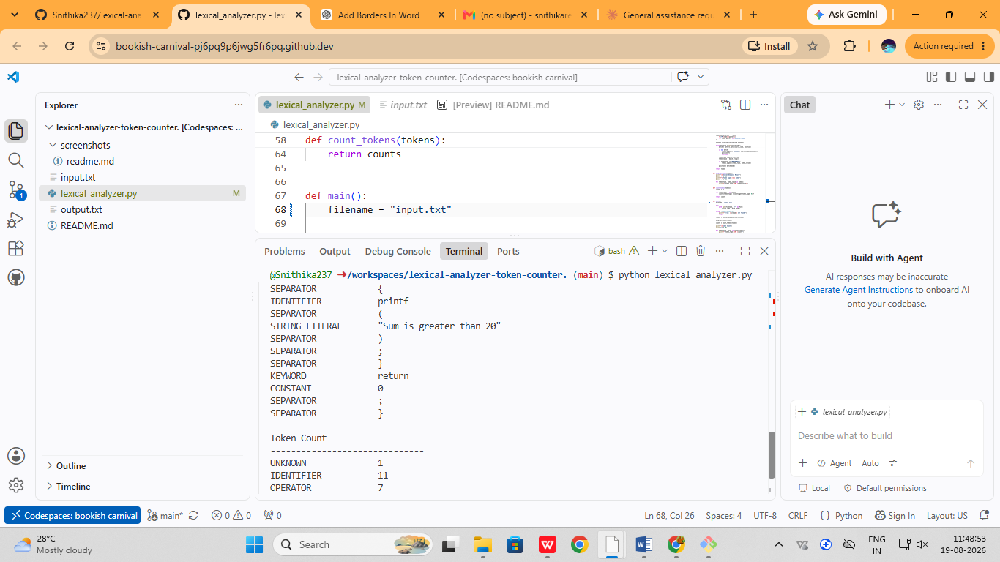 Snithika237/lexical-anal
lexical_analyzer.py - lexi
Add Borders In Word
(no subject) - snithikare
General assistance requ
Ask Gemini
bookish-carnival-pj6pq9p6jwg5fr6pq.github.dev
Install
Action required
lexical-analyzer-token-counter. [Codespaces: bookish carnival]
Explorer
lexical-analyzer-token-counter. [Codespaces: ...
screenshots
readme.md
input.txt
lexical_analyzer.py M
output.txt
README.md
Outline
Timeline
lexical_analyzer.py M
input.txt
[Preview] README.md
lexical_analyzer.py
58 def count_tokens(tokens):
64 return counts
65
66
67 def main():
68 filename = "input.txt"
69
Problems
Output
Debug Console
Terminal
Ports
bash
@Snithika237 ➜/workspaces/lexical-analyzer-token-counter. (main) $ python lexical_analyzer.py
SEPARATOR {
IDENTIFIER printf
SEPARATOR (
STRING_LITERAL "Sum is greater than 20"
SEPARATOR )
SEPARATOR ;
SEPARATOR }
KEYWORD return
CONSTANT 0
SEPARATOR ;
SEPARATOR }
Token Count
------------------------------
UNKNOWN 1
IDENTIFIER 11
OPERATOR 7
Chat
Build with Agent
AI responses may be inaccurate
Generate Agent Instructions to onboard AI
onto your codebase.
lexical_analyzer.py
Describe what to build
Agent
Auto
Local
Default permissions
1
Codespaces: bookish carnival
main*
0 0
0
Ln 68, Col 26
Spaces: 4
UTF-8
CRLF
{ } Python
Sign In
Layout: US
28°C
Mostly cloudy
Search
ENG
IN
11:48:53
19-08-2026